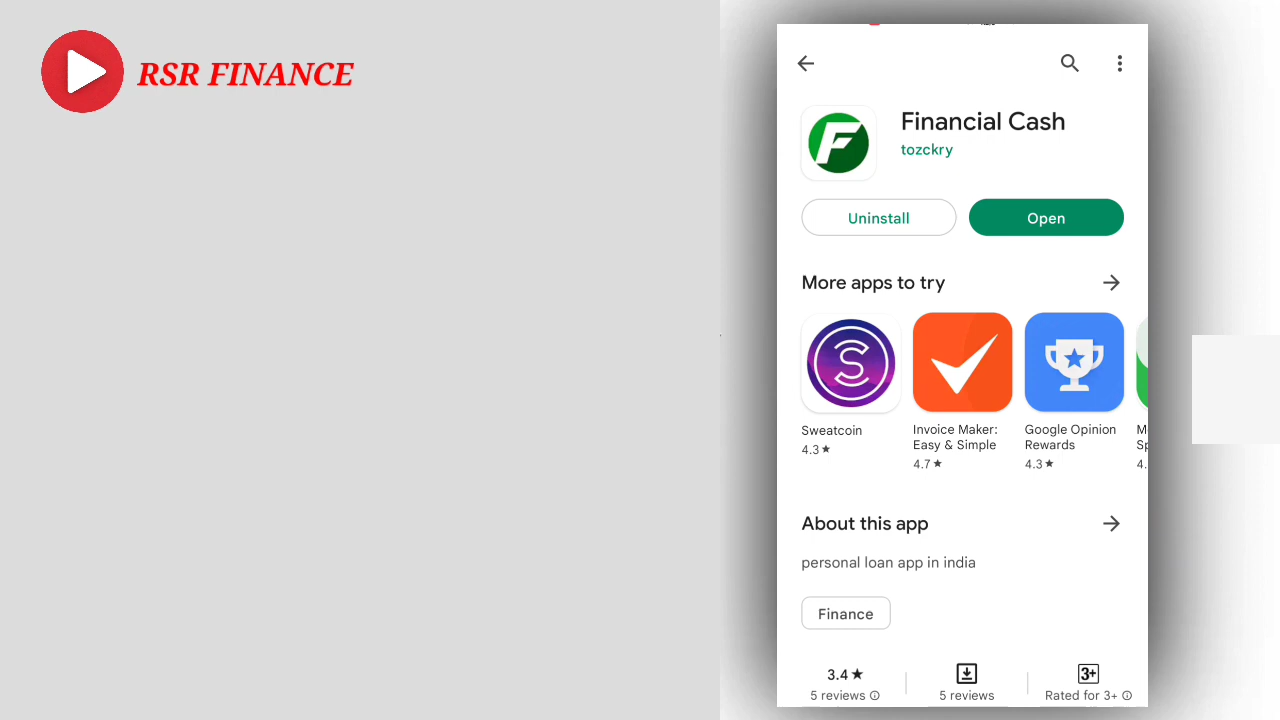 RSR FINANCE
Financial Cash
tozckry
Uninstall
Open
More apps to try
Sweatcoin
4.3★
Invoice Maker:
Easy & Simple
4.7★
Google Opinion
Rewards
4.3★
About this app
personal loan app in india
Finance
3.4★
5 reviews
5 reviews
3+
Rated for 3+